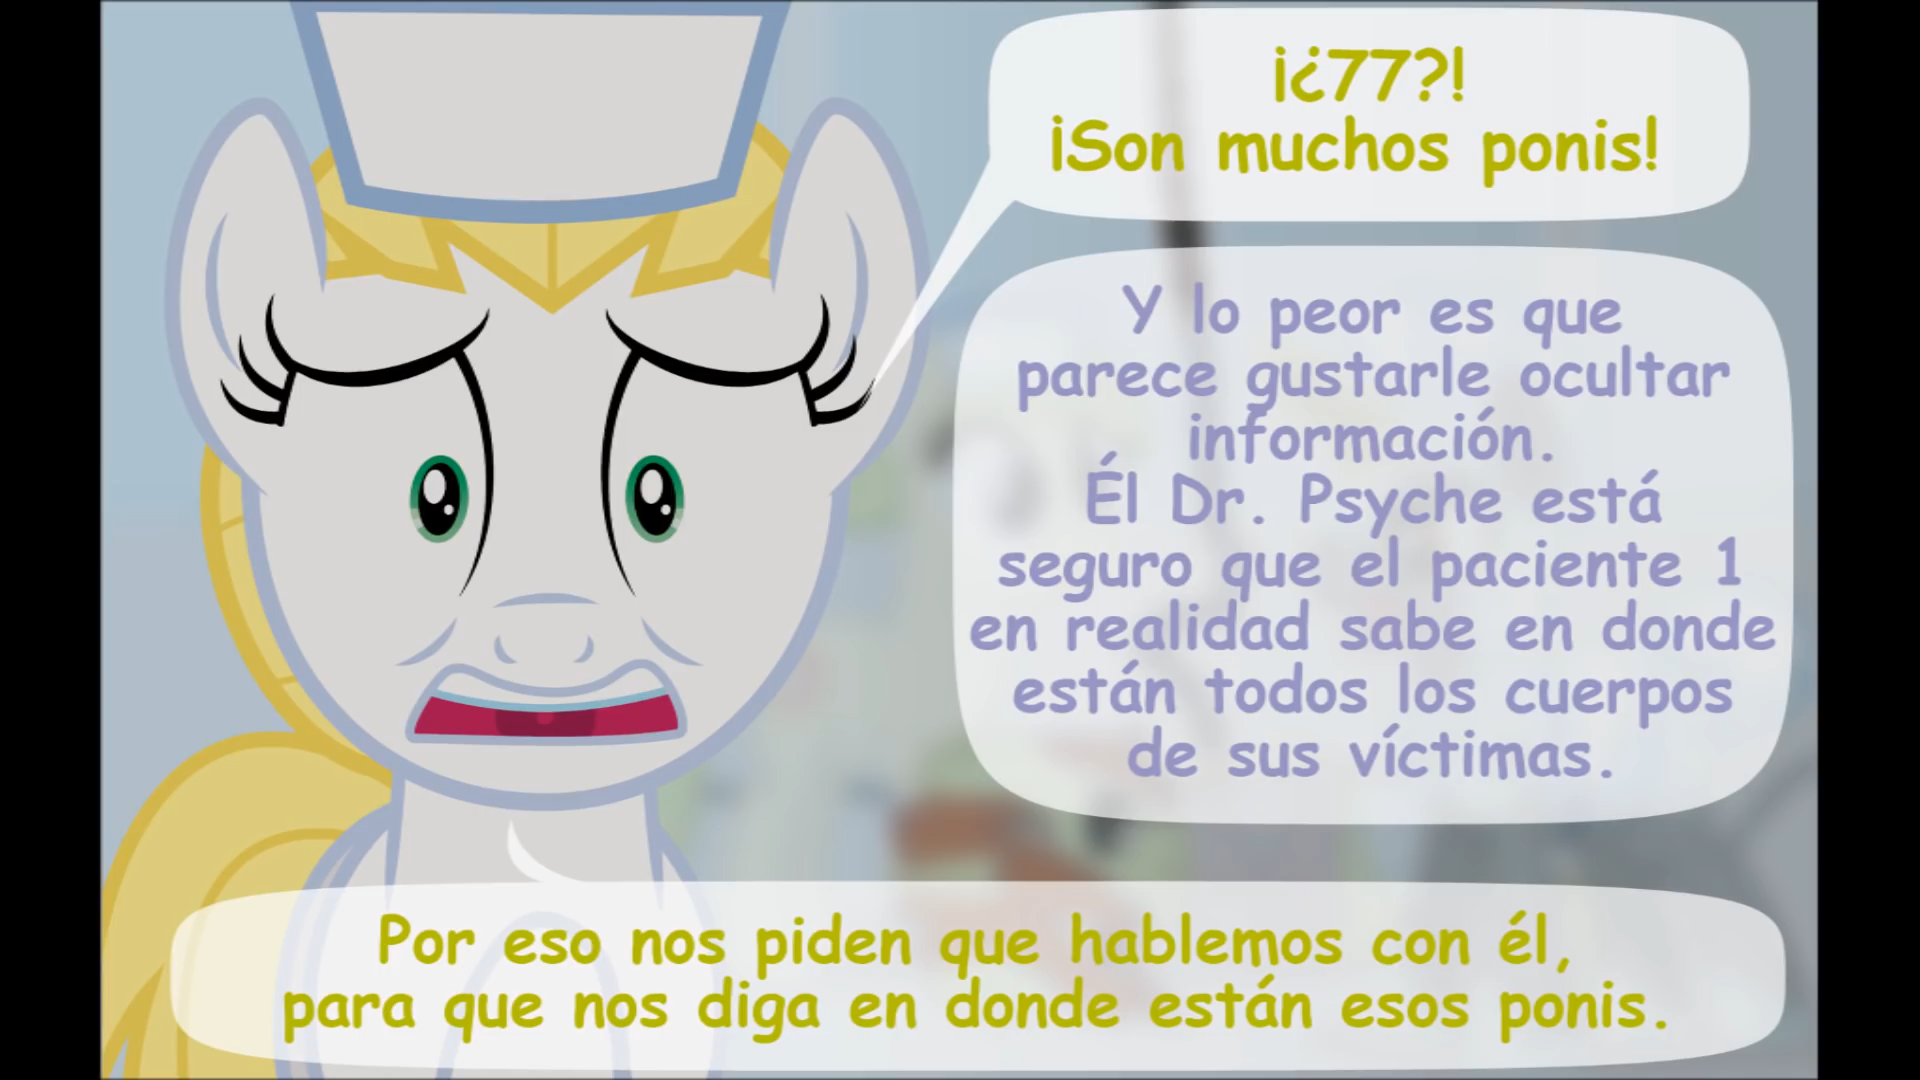 ¡¿77?!
¡Son muchos ponis!
Y lo peor es que
parece gustarle ocultar
información.
Él Dr. Psyche está
seguro que el paciente 1
en realidad sabe en donde
están todos los cuerpos
de sus víctimas.
Por eso nos piden que hablemos con él,
para que nos diga en donde están esos ponis.